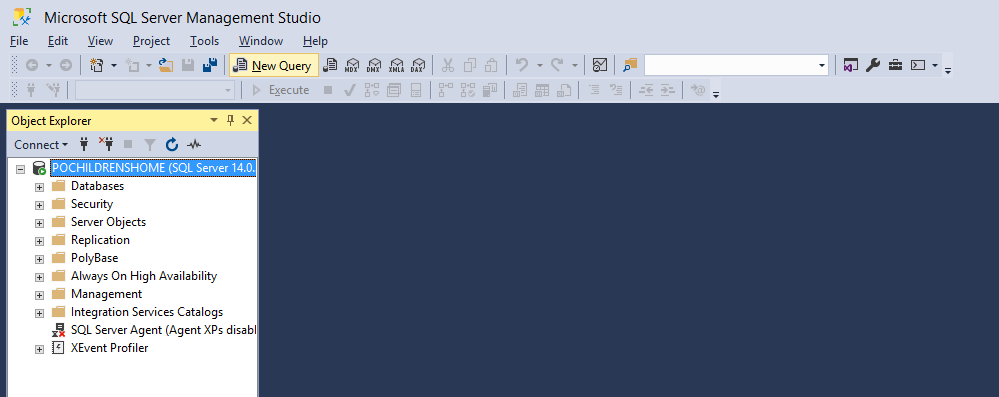 Microsoft SQL Server Management Studio
File Edit View Project Tools Window Help
New Query MDX DMX XMLA DAX
Execute
Object Explorer
Connect
POCHILDRENSHOME (SQL Server 14.0.
Databases
Security
Server Objects
Replication
PolyBase
Always On High Availability
Management
Integration Services Catalogs
SQL Server Agent (Agent XPs disabl
XEvent Profiler